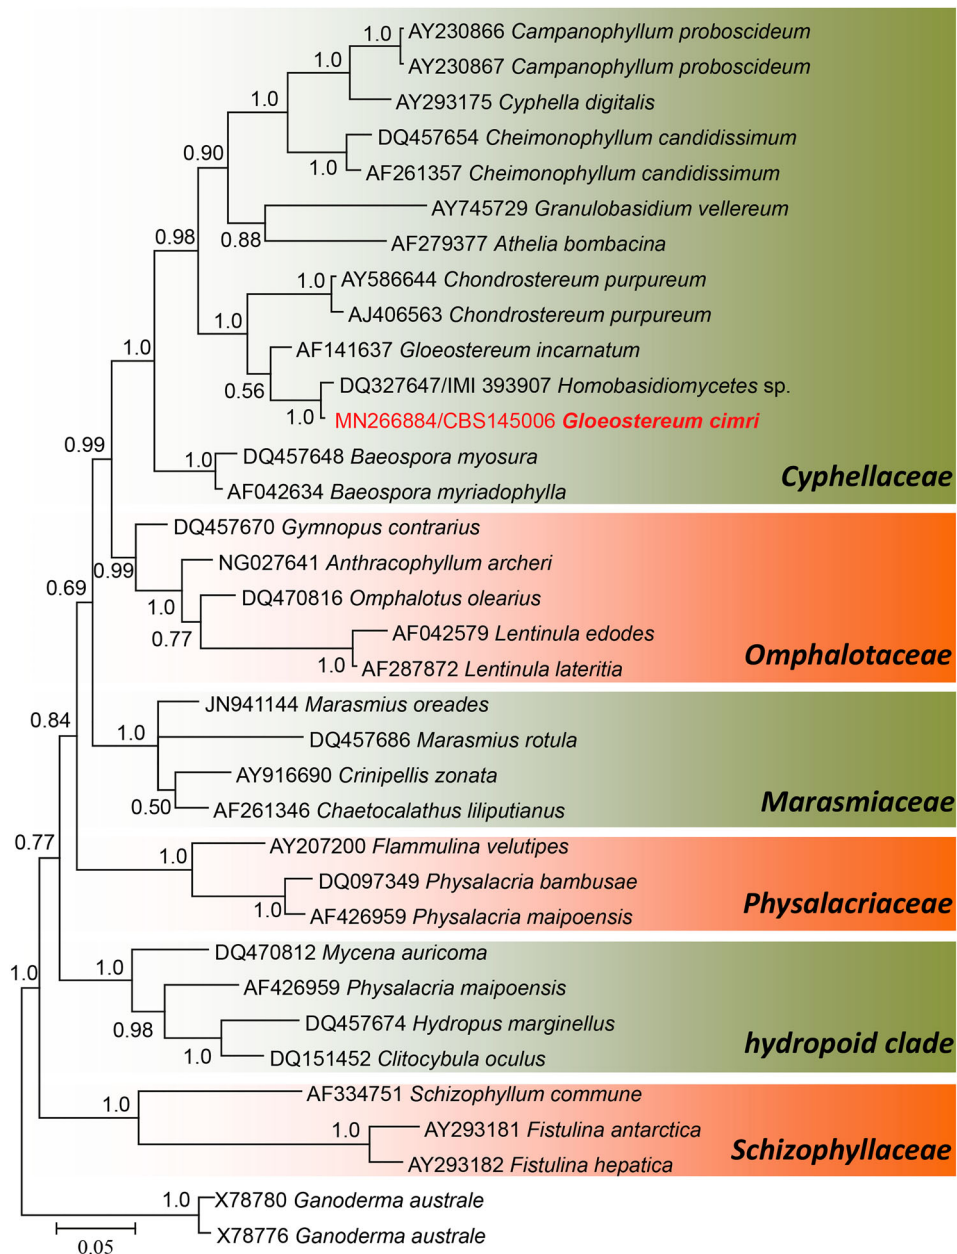 1.0
AY230866 Campanophyllum proboscideum
1.0
AY230867 Campanophyllum proboscideum
1.0
AY293175 Cyphella digitalis
DQ457654 Cheimonophyllum candidissimum
0.90
1.0
AF261357 Cheimonophyllum candidissimum
AY745729 Granulobasidium vellereum
0.98
0.88
AF279377 Athelia bombacina
1.0
AY586644 Chondrostereum purpureum
1.0
AJ406563 Chondrostereum purpureum
1.0
AF141637 Gloeostereum incarnatum
0.56
DQ327647/IMI 393907 Homobasidiomycetes sp.
1.0
MN266884/CBS145006 Gloeostereum cimri
0.99
1.0
DQ457648 Baeospora myosura
Cyphellaceae
AF042634 Baeospora myriadophylla
DQ457670 Gymnopus contrarius
0.99
NG027641 Anthracophyllum archeri
0.69
1.0
DQ470816 Omphalotus olearius
0.77
AF042579 Lentinula edodes
Omphalotaceae
1.0
AF287872 Lentinula lateritia
JN941144 Marasmius oreades
0.84
1.0
DQ457686 Marasmius rotula
AY916690 Crinipellis zonata
0.50
AF261346 Chaetocalathus liliputianus
Marasmiaceae
0.77
1.0
AY207200 Flammulina velutipes
DQ097349 Physalacria bambusae
1.0
AF426959 Physalacria maipoensis
Physalacriaceae
DQ470812 Mycena auricoma
1.0
1.0
AF426959 Physalacria maipoensis
0.98
DQ457674 Hydropus marginellus
1.0
DQ151452 Clitocybula oculus
hydropoid clade
AF334751 Schizophyllum commune
1.0
1.0
AY293181 Fistulina antarctica
Schizophyllaceae
AY293182 Fistulina hepatica
1.0
X78780 Ganoderma australe
X78776 Ganoderma australe
0.05